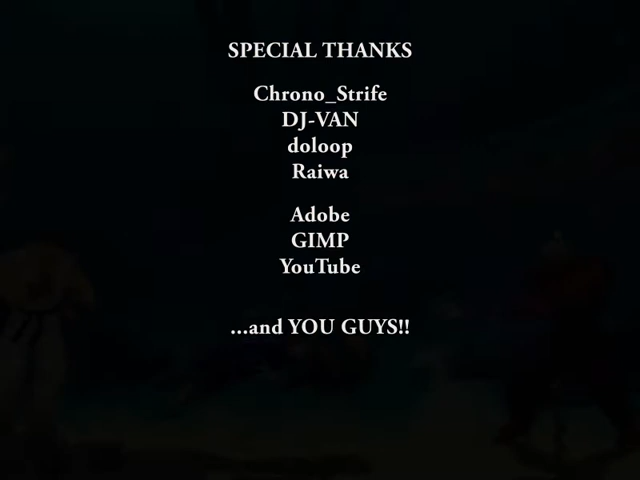 SPECIAL THANKS
Chrono_Strife
DJ-VAN
doloop
Raiwa
Adobe
GIMP
YouTube
...and YOU GUYS!!